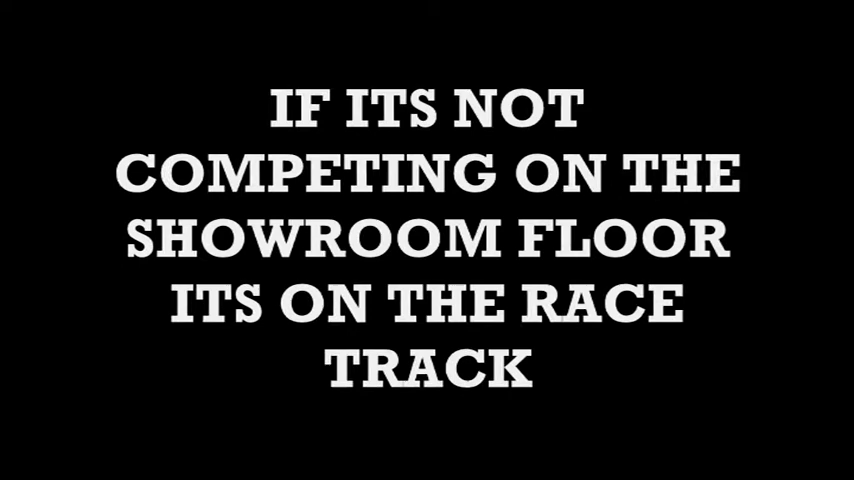 IF ITS NOT
COMPETING ON THE
SHOWROOM FLOOR
ITS ON THE RACE
TRACK